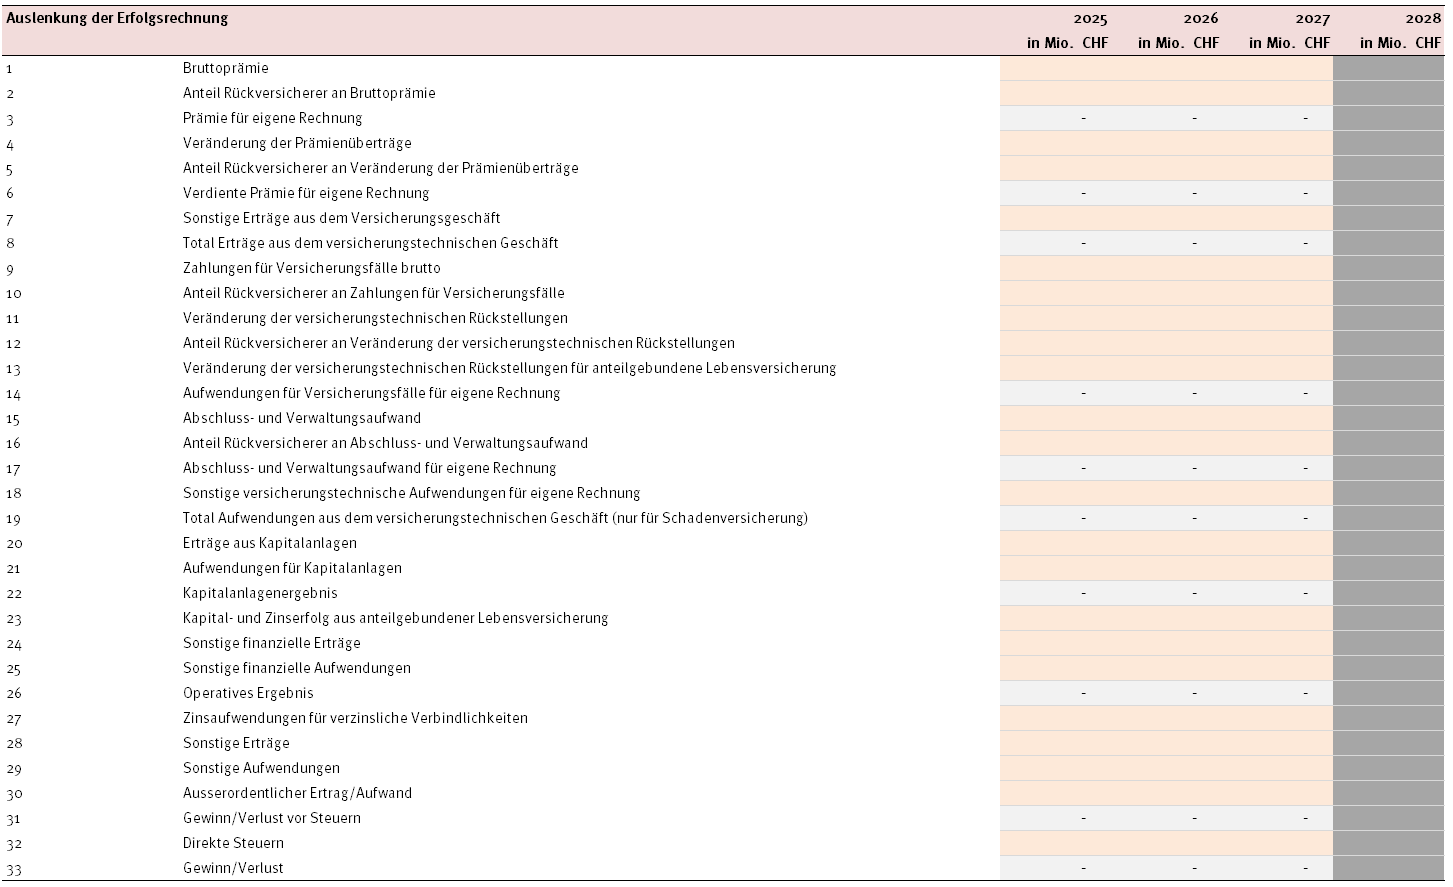 Auslenkung der Erfolgsrechnung 2025 2026 2027 2028
in Mio. CHF in Mio. CHF in Mio. CHF in Mio. CHF
1 Bruttoprämie
2 Anteil Rückversicherer an Bruttoprämie
3 Prämie für eigene Rechnung - - -
4 Veränderung der Prämienüberträge
5 Anteil Rückversicherer an Veränderung der Prämienüberträge
6 Verdiente Prämie für eigene Rechnung - - -
7 Sonstige Erträge aus dem Versicherungsgeschäft
8 Total Erträge aus dem versicherungstechnischen Geschäft - - -
9 Zahlungen für Versicherungsfälle brutto
10 Anteil Rückversicherer an Zahlungen für Versicherungsfälle
11 Veränderung der versicherungstechnischen Rückstellungen
12 Anteil Rückversicherer an Veränderung der versicherungstechnischen Rückstellungen
13 Veränderung der versicherungstechnischen Rückstellungen für anteilgebundene Lebensversicherung
14 Aufwendungen für Versicherungsfälle für eigene Rechnung - - -
15 Abschluss- und Verwaltungsaufwand
16 Anteil Rückversicherer an Abschluss- und Verwaltungsaufwand
17 Abschluss- und Verwaltungsaufwand für eigene Rechnung - - -
18 Sonstige versicherungstechnische Aufwendungen für eigene Rechnung
19 Total Aufwendungen aus dem versicherungstechnischen Geschäft (nur für Schadenversicherung) - - -
20 Erträge aus Kapitalanlagen
21 Aufwendungen für Kapitalanlagen
22 Kapitalanlagenergebnis - - -
23 Kapital- und Zinserfolg aus anteilgebundener Lebensversicherung
24 Sonstige finanzielle Erträge
25 Sonstige finanzielle Aufwendungen
26 Operatives Ergebnis - - -
27 Zinsaufwendungen für verzinsliche Verbindlichkeiten
28 Sonstige Erträge
29 Sonstige Aufwendungen
30 Ausserordentlicher Ertrag/Aufwand
31 Gewinn/Verlust vor Steuern - - -
32 Direkte Steuern
33 Gewinn/Verlust - - -